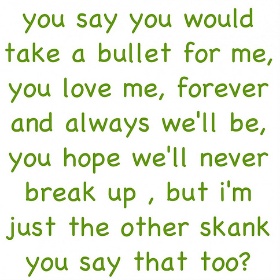 you say you would
take a bullet for me,
you love me, forever
and always we'll be,
you hope we'll never
break up , but i'm
just the other skank
you say that too?